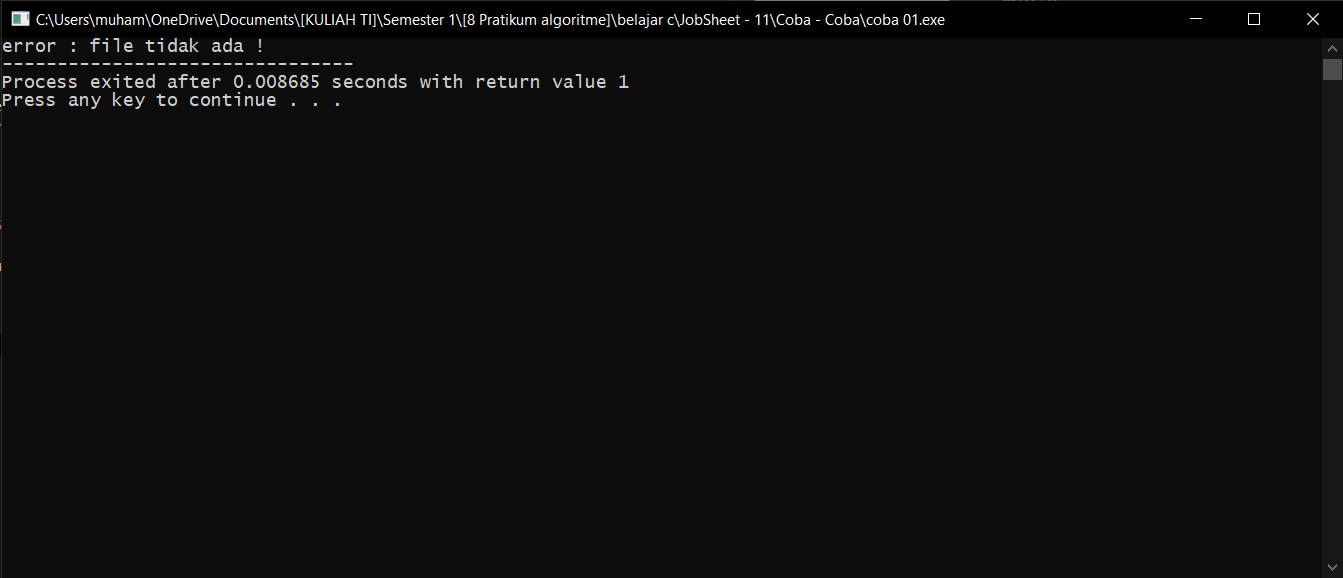 C:\Users\muham\OneDrive\Documents\[KULIAH TI]\Semester 1\[8 Pratikum algoritme]\belajar c\JobSheet - 11\Coba - Coba\coba 01.exe
error : file tidak ada !
--------------------------------
Process exited after 0.008685 seconds with return value 1
Press any key to continue . . .